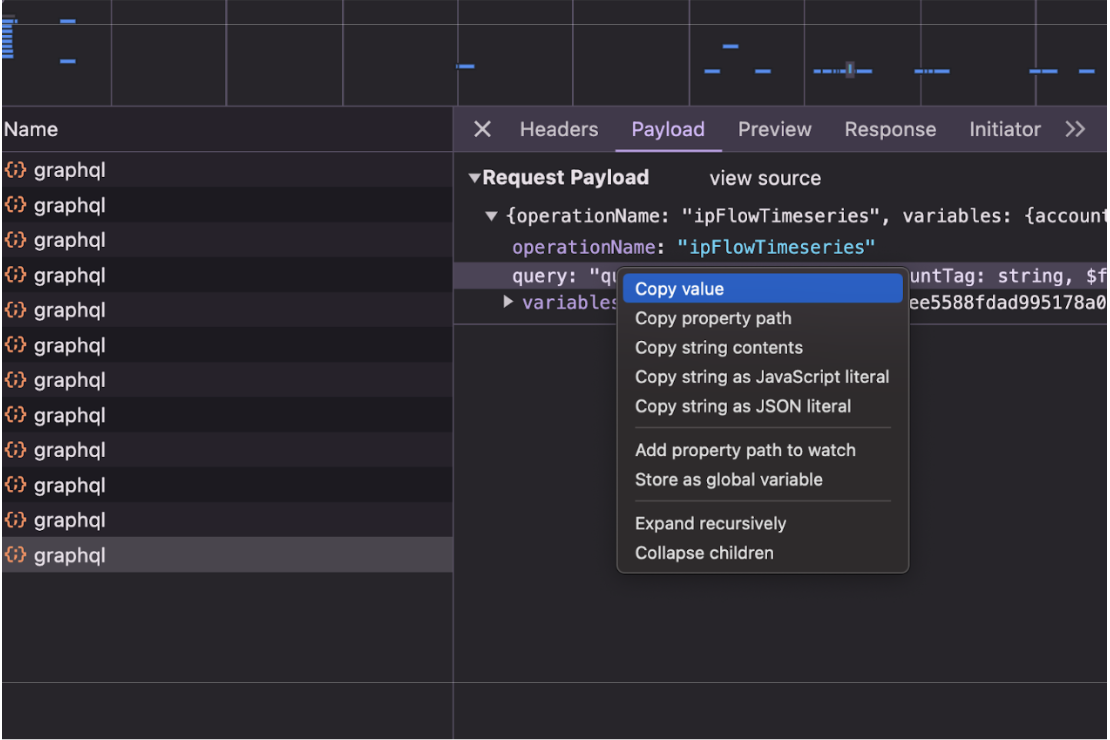 Name
graphql
graphql
graphql
graphql
graphql
graphql
graphql
graphql
graphql
graphql
graphql
graphql
Headers Payload Preview Response Initiator
Request Payload view source
{operationName: "ipFlowTimeseries", variables: {account
operationName: "ipFlowTimeseries"
query: "qu untTag: string, $f
variables ee5588fdad995178a0
Copy value
Copy property path
Copy string contents
Copy string as JavaScript literal
Copy string as JSON literal
Add property path to watch
Store as global variable
Expand recursively
Collapse children